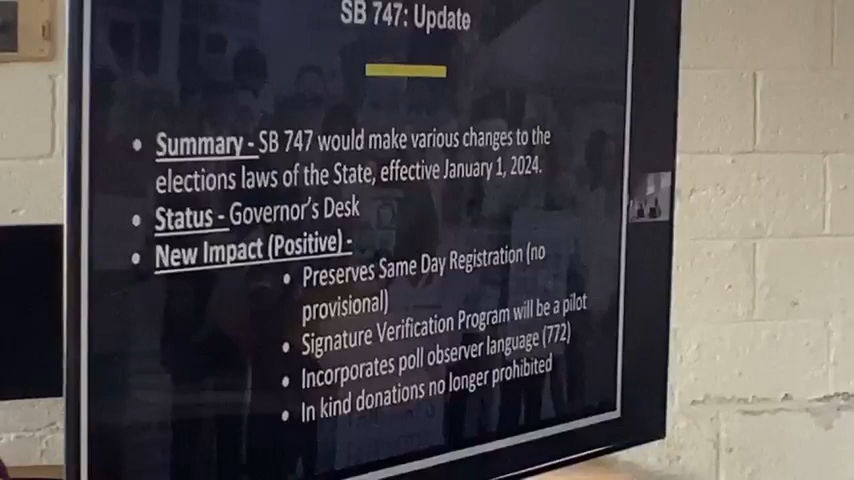 SB 747: Update
• Summary - SB 747 would make various changes to the
elections laws of the State, effective January 1, 2024.
• Status - Governor's Desk
• New Impact (Positive) -
• Preserves Same Day Registration (no
provisional)
• Signature Verification Program will be a pilot
• Incorporates poll observer language (772)
• In kind donations no longer prohibited